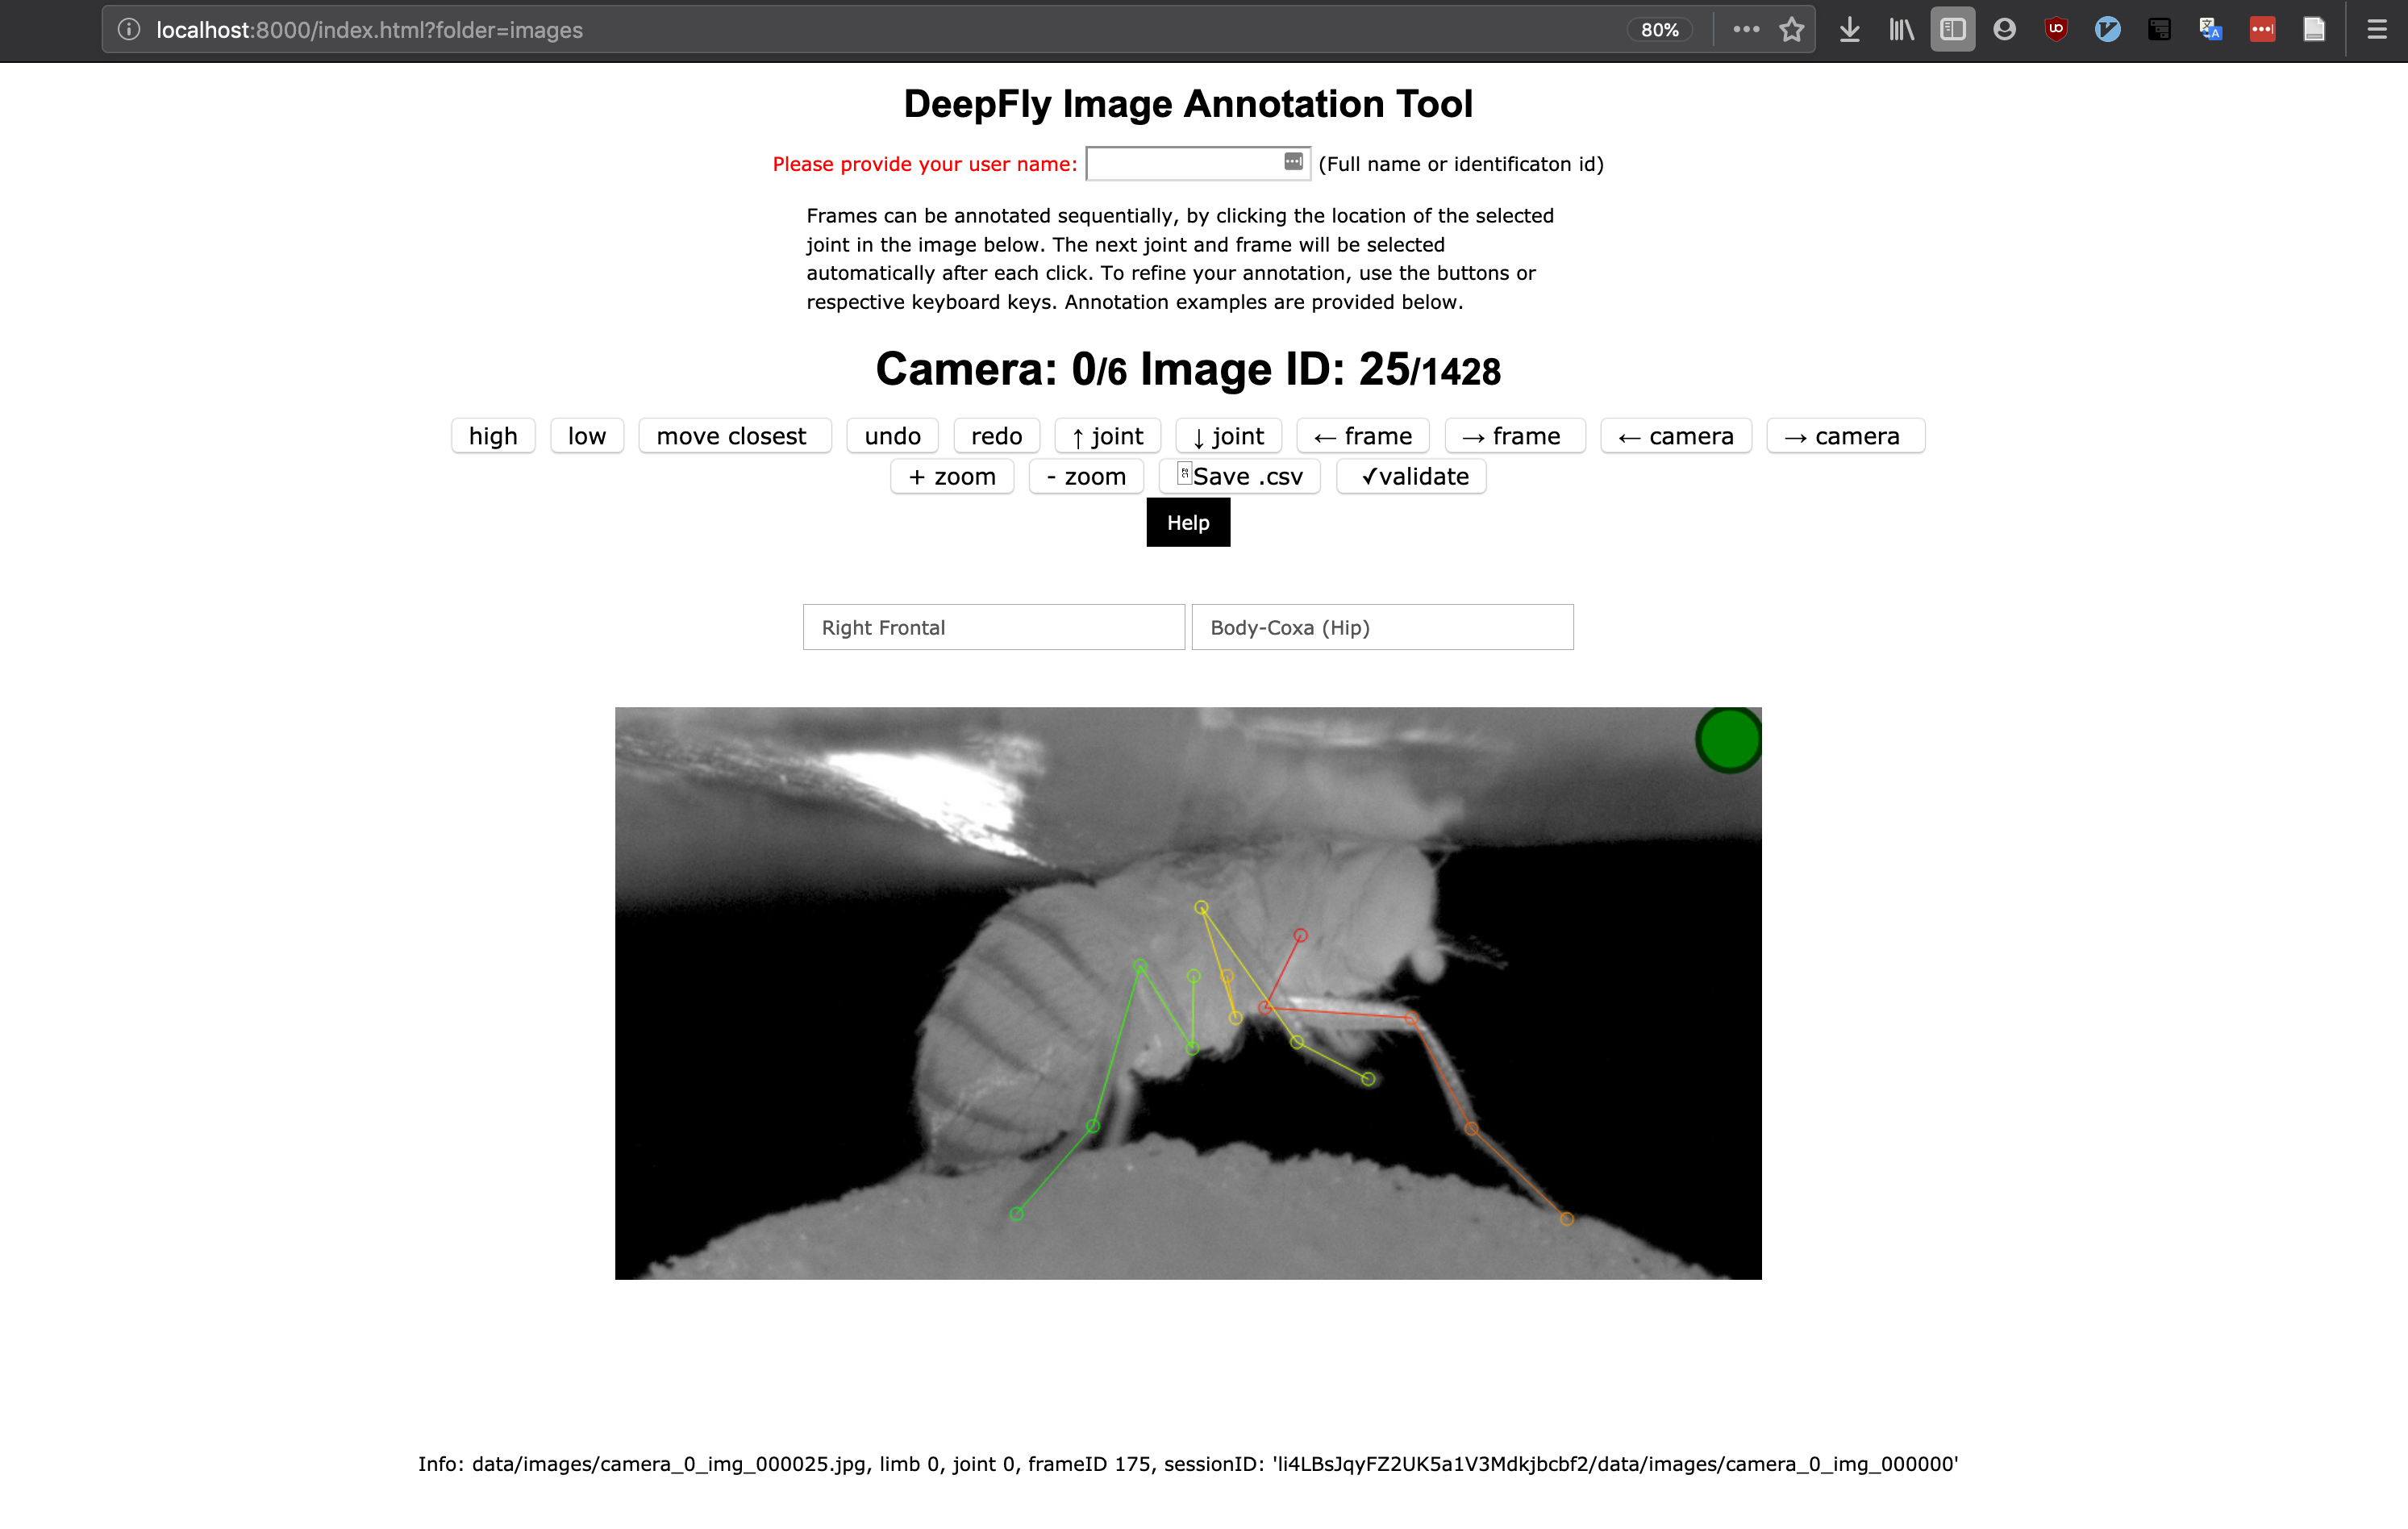 localhost:8000/index.html?folder=images
80%
DeepFly Image Annotation Tool
Please provide your user name: (Full name or identificaton id)
Frames can be annotated sequentially, by clicking the location of the selected
joint in the image below. The next joint and frame will be selected
automatically after each click. To refine your annotation, use the buttons or
respective keyboard keys. Annotation examples are provided below.
Camera: 0/6 Image ID: 25/1428
high low move closest undo redo ↑ joint ↓ joint ← frame → frame ← camera → camera
+ zoom - zoom Save .csv ✓validate
Help
Right Frontal Body-Coxa (Hip)
Info: data/images/camera_0_img_000025.jpg, limb 0, joint 0, frameID 175, sessionID: 'li4LBsJqyFZ2UK5a1V3Mdkjbcbf2/data/images/camera_0_img_000000'